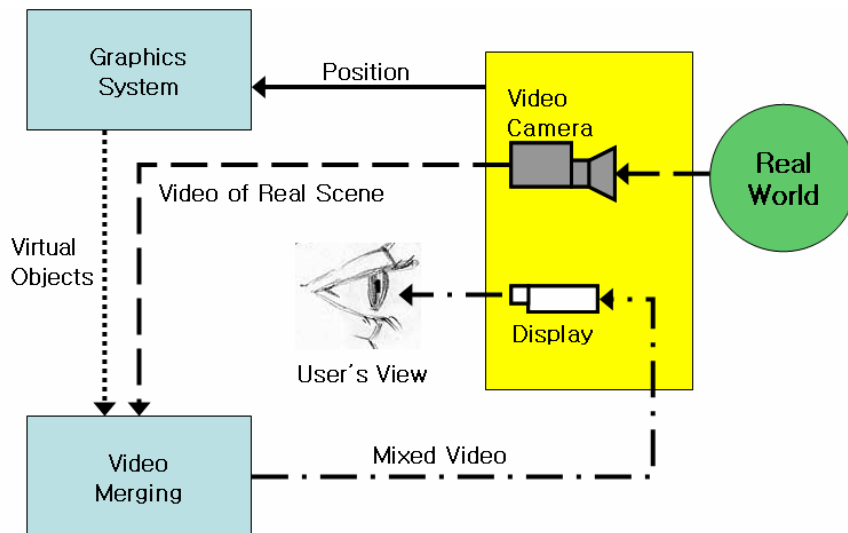 Graphics
System
Position
Video
Camera
Real
World
Video of Real Scene
Virtual
Objects
Display
User's View
Mixed Video
Video
Merging